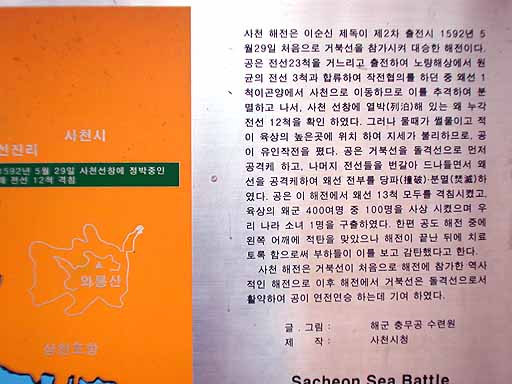 사천시
선진리
1592년 5월 29일 사천선창에 정박중인
왜 전선 12척 격침
와룡산
삼천포항
사천 해전은 이순신 제독이 제2차 출전시 1592년 5
월29일 처음으로 거북선을 참가시켜 대승한 해전이다.
공은 전선23척을 거느리고 출전하여 노량해상에서 원
균의 전선 3척과 합류하여 작전협의를 하던 중 왜선 1
척이곤양에서 사천으로 이동하므로 이를 추격하여 분
멸하고 나서, 사천 선창에 열박(列泊)해 있는 왜 누각
전선 12척을 확인 하였다. 그러나 물때가 썰물이고 적
이 육상의 높은곳에 위치 하여 지세가 불리하므로, 공
이 유인작전을 폈다. 공은 거북선을 돌격선으로 먼저
공격케 하고, 나머지 전선들을 번갈아 드나들면서 왜
선을 공격케하여 왜선 전부를 당파(撞破)·분멸(焚滅)하
였다. 공은 이 해전에서 왜선 13척 모두를 격침시켰고,
육상의 왜군 400여명 중 100명을 사상 시켰으며 우
리 나라 소녀 1명을 구출하였다. 한편 공도 해전 중에
왼쪽 어깨에 적탄을 맞았으나 해전이 끝난 뒤에 치료
토록 함으로써 부하들이 이를 보고 감탄했다고 한다.
사천 해전은 거북선이 처음으로 해전에 참가한 역사
적인 해전으로 이후 해전에서 거북선은 돌격선으로서
활약하여 공이 연전연승 하는데 기여 하였다.
글 . 그림 : 해군 충무공 수련원
제 작 : 사천시청
Sacheon Sea Battle